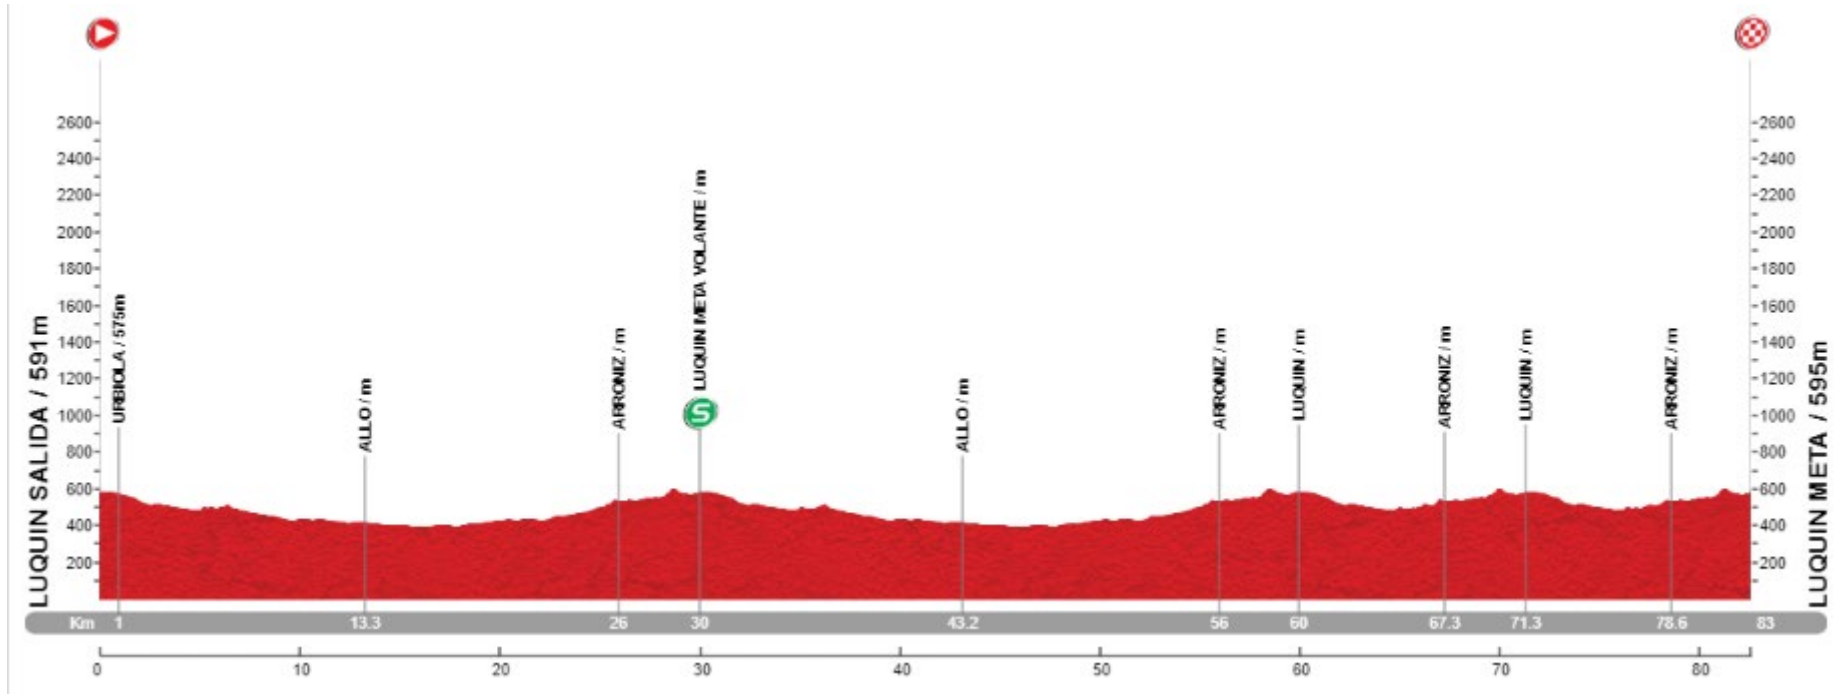 2600
2400
2200
2000
1800
1600
1400
1200
1000
800
600
400
200
LUQUIN SALIDA / 591m
URBIOLA / 575m
ALLO / m
ARRONIZ / m
LUQUIN META VOLANTE / m
S
ALLO / m
ARRONIZ / m
LUQUIN / m
ARRONIZ / m
LUQUIN / m
ARRONIZ / m
2600
2400
2200
2000
1800
1600
1400
1200
1000
800
600
400
200
LUQUIN META / 595m
Km 1 13.3 26 30 43.2 56 60 67.3 71.3 78.6 83
0 10 20 30 40 50 60 70 80